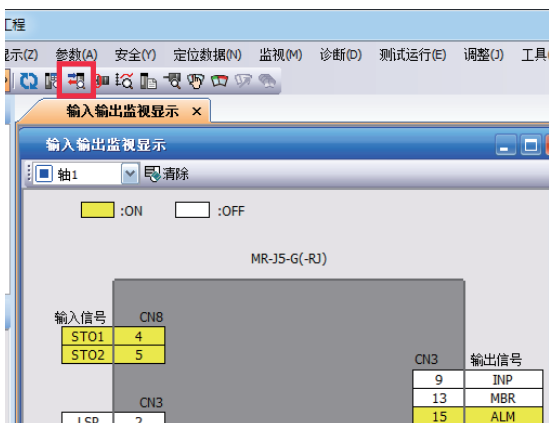 工程
显示(Z) 参数(A) 安全(Y) 定位数据(N) 监视(M) 诊断(D) 测试运行(E) 调整(J) 工具(
输入输出监视显示 ×
输入输出监视显示
轴1 清除
:ON :OFF
MR-J5-G(-RJ)
输入信号 CN8
STO1 4
STO2 5
CN3 输出信号
9 INP
13 MBR
CN3
15 ALM
LSP 2